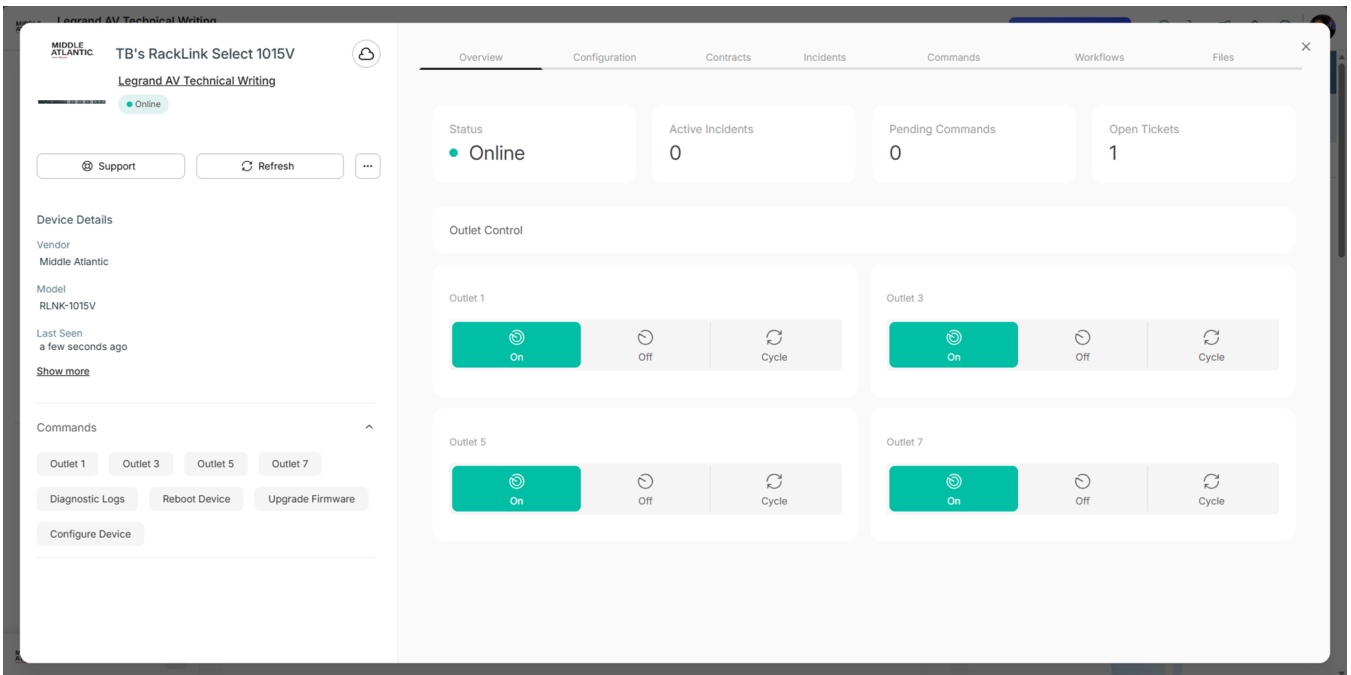 Legrand AV Technical Writing
MIDDLE
ATLANTIC
TB's RackLink Select 1015V
Legrand AV Technical Writing
Online
Support
Refresh
...
Device Details
Vendor
Middle Atlantic
Model
RLNK-1015V
Last Seen
a few seconds ago
Show more
Commands
Outlet 1 Outlet 3 Outlet 5 Outlet 7
Diagnostic Logs Reboot Device Upgrade Firmware
Configure Device
Overview Configuration Contracts Incidents Commands Workflows Files
Status Active Incidents Pending Commands Open Tickets
Online 0 0 1
Outlet Control
Outlet 1 Outlet 3
On Off Cycle On Off Cycle
Outlet 5 Outlet 7
On Off Cycle On Off Cycle